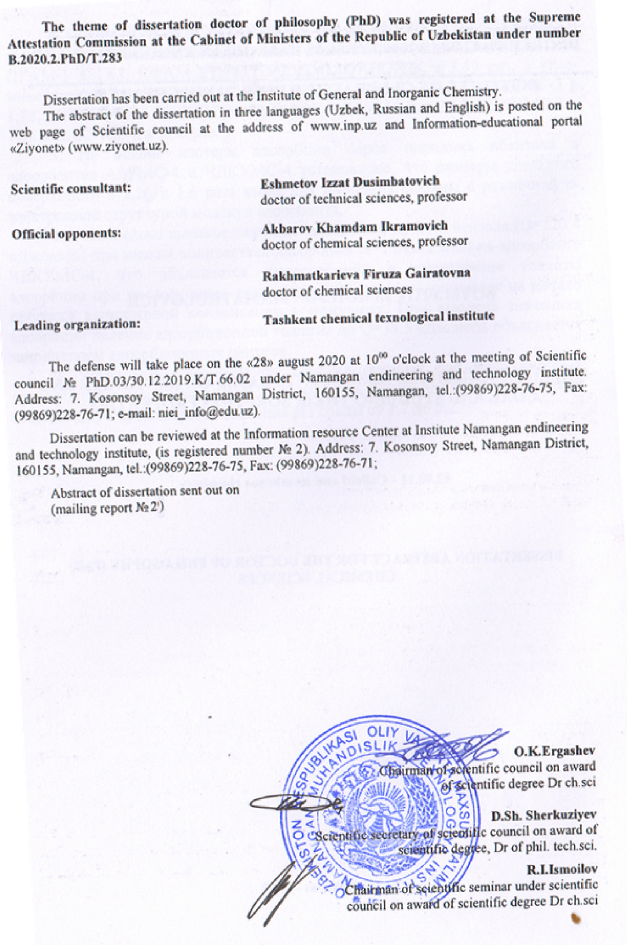 The theme of dissertation doctor of philosophy (PhD) was registered at the Supreme
Attestation Commission at the Cabinet of Ministers of the Republic of Uzbekistan under number
B.2020.2.PhD/T.283
Dissertation has been carried out at the Institute of General and Inorganic Chemistry.
The abstract of the dissertation in three languages (Uzbek, Russian and English) is posted on the
web page of Scientific council at the address of www.inp.uz and Information-educational portal
«Ziyonet» (www.ziyonet.uz).
Scientific consultant: Eshmetov Izzat Dusimbatovich
doctor of technical sciences, professor
Official opponents: Akbarov Khamdam Ikramovich
doctor of chemical sciences, professor
Rakhmatkarieva Firuza Gairatovna
doctor of chemical sciences
Leading organization: Tashkent chemical texnological institute
The defense will take place on the «28» august 2020 at 10⁰⁰ o'clock at the meeting of Scientific
council № PhD.03/30.12.2019.K/T.66.02 under Namangan endineering and technology institute.
Address: 7. Kosonsoy Street, Namangan District, 160155, Namangan, tel.:(99869)228-76-75, Fax:
(99869)228-76-71; e-mail: niei_info@edu.uz).
Dissertation can be reviewed at the Information resource Center at Institute Namangan endineering
and technology institute, (is registered number № 2). Address: 7. Kosonsoy Street, Namangan District,
160155, Namangan, tel.:(99869)228-76-75, Fax: (99869)228-76-71;
Abstract of dissertation sent out on
(mailing report № 2)
O.K.Ergashev
Chairman of scientific council on award
of scientific degree Dr ch.sci
D.Sh. Sherkuziyev
Scientific secretary of scientific council on award of
scientific degree, Dr of phil. tech.sci.
R.I.Ismoilov
Chairman of scientific seminar under scientific
council on award of scientific degree Dr ch.sci
RESPUBLIKASI OLIY VA
MUHANDISLIK